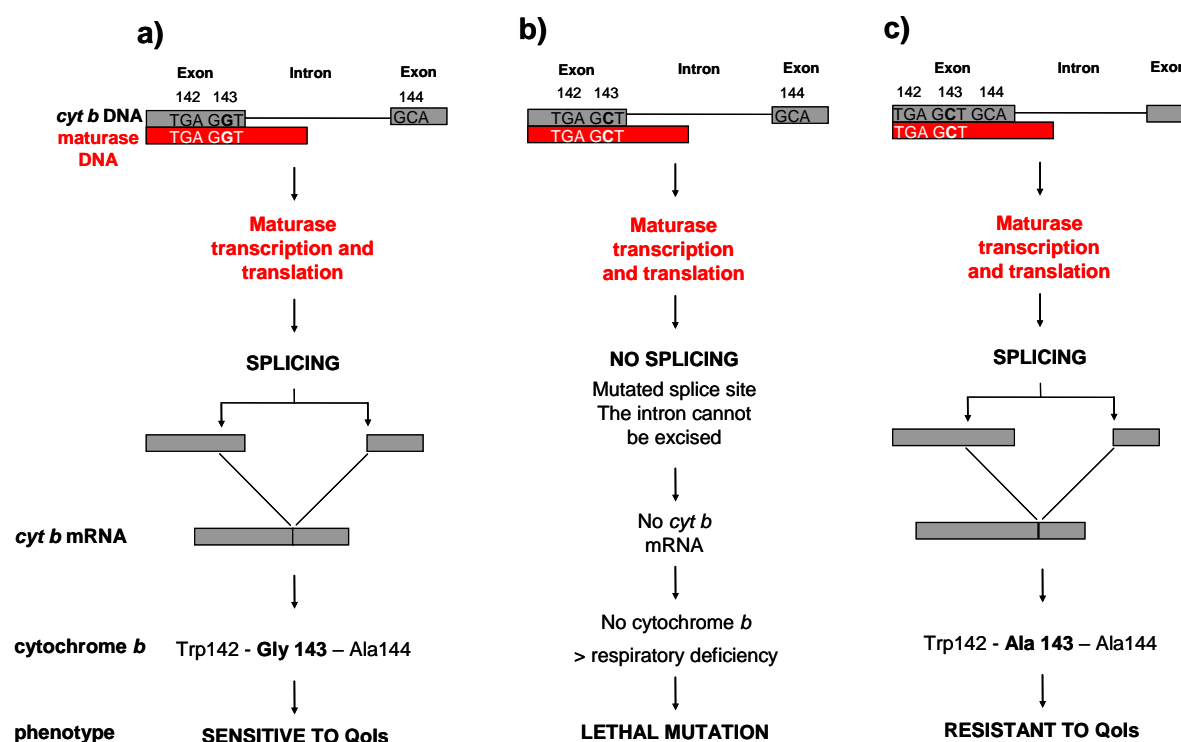 a)
Exon Intron Exon
142 143 144
cyt b DNA TGA GGT GCA
maturase TGA GGT
DNA
Maturase
transcription and
translation
SPLICING
cyt b mRNA
cytochrome b Trp142 - Gly 143 – Ala144
phenotype SENSITIVE TO QoIs
b)
Exon Intron Exon
142 143 144
TGA GCT GCA
TGA GCT
Maturase
transcription
and translation
NO SPLICING
Mutated splice site
The intron cannot
be excised
No cyt b
mRNA
No cytochrome b
> respiratory deficiency
LETHAL MUTATION
c)
Exon Intron Exon
142 143 144
TGA GCT GCA
TGA GCT
Maturase
transcription
and translation
SPLICING
Trp142 - Ala 143 – Ala144
RESISTANT TO QoIs